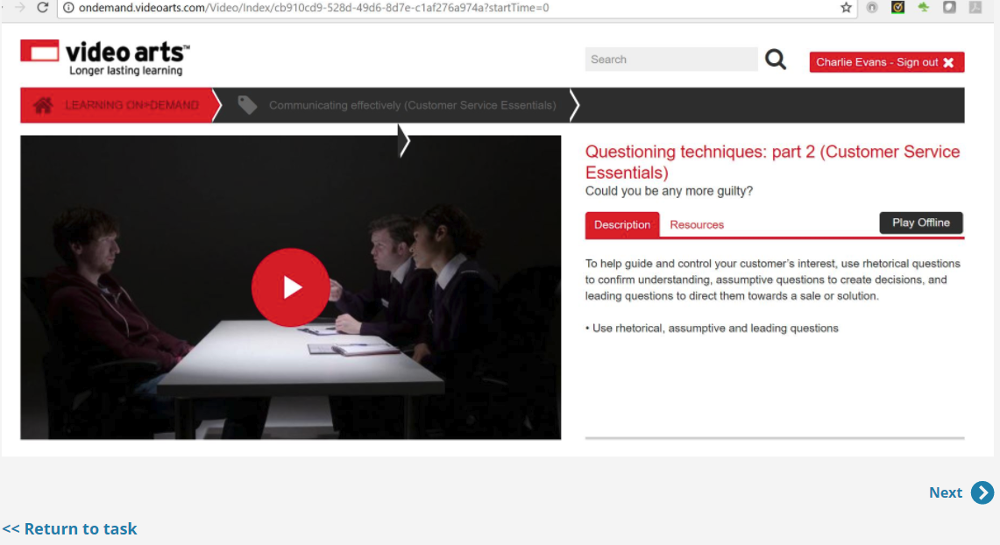 ondemand.videoarts.com/Video/Index/cb910cd9-528d-49d6-8d7e-c1af276a974a?startTime=0
video arts™
Longer lasting learning
Search
Charlie Evans - Sign out
LEARNING ON-DEMAND
Communicating effectively (Customer Service Essentials)
Questioning techniques: part 2 (Customer Service
Essentials)
Could you be any more guilty?
Description
Resources
Play Offline
To help guide and control your customer's interest, use rhetorical questions
to confirm understanding, assumptive questions to create decisions, and
leading questions to direct them towards a sale or solution.
• Use rhetorical, assumptive and leading questions
Next
<< Return to task